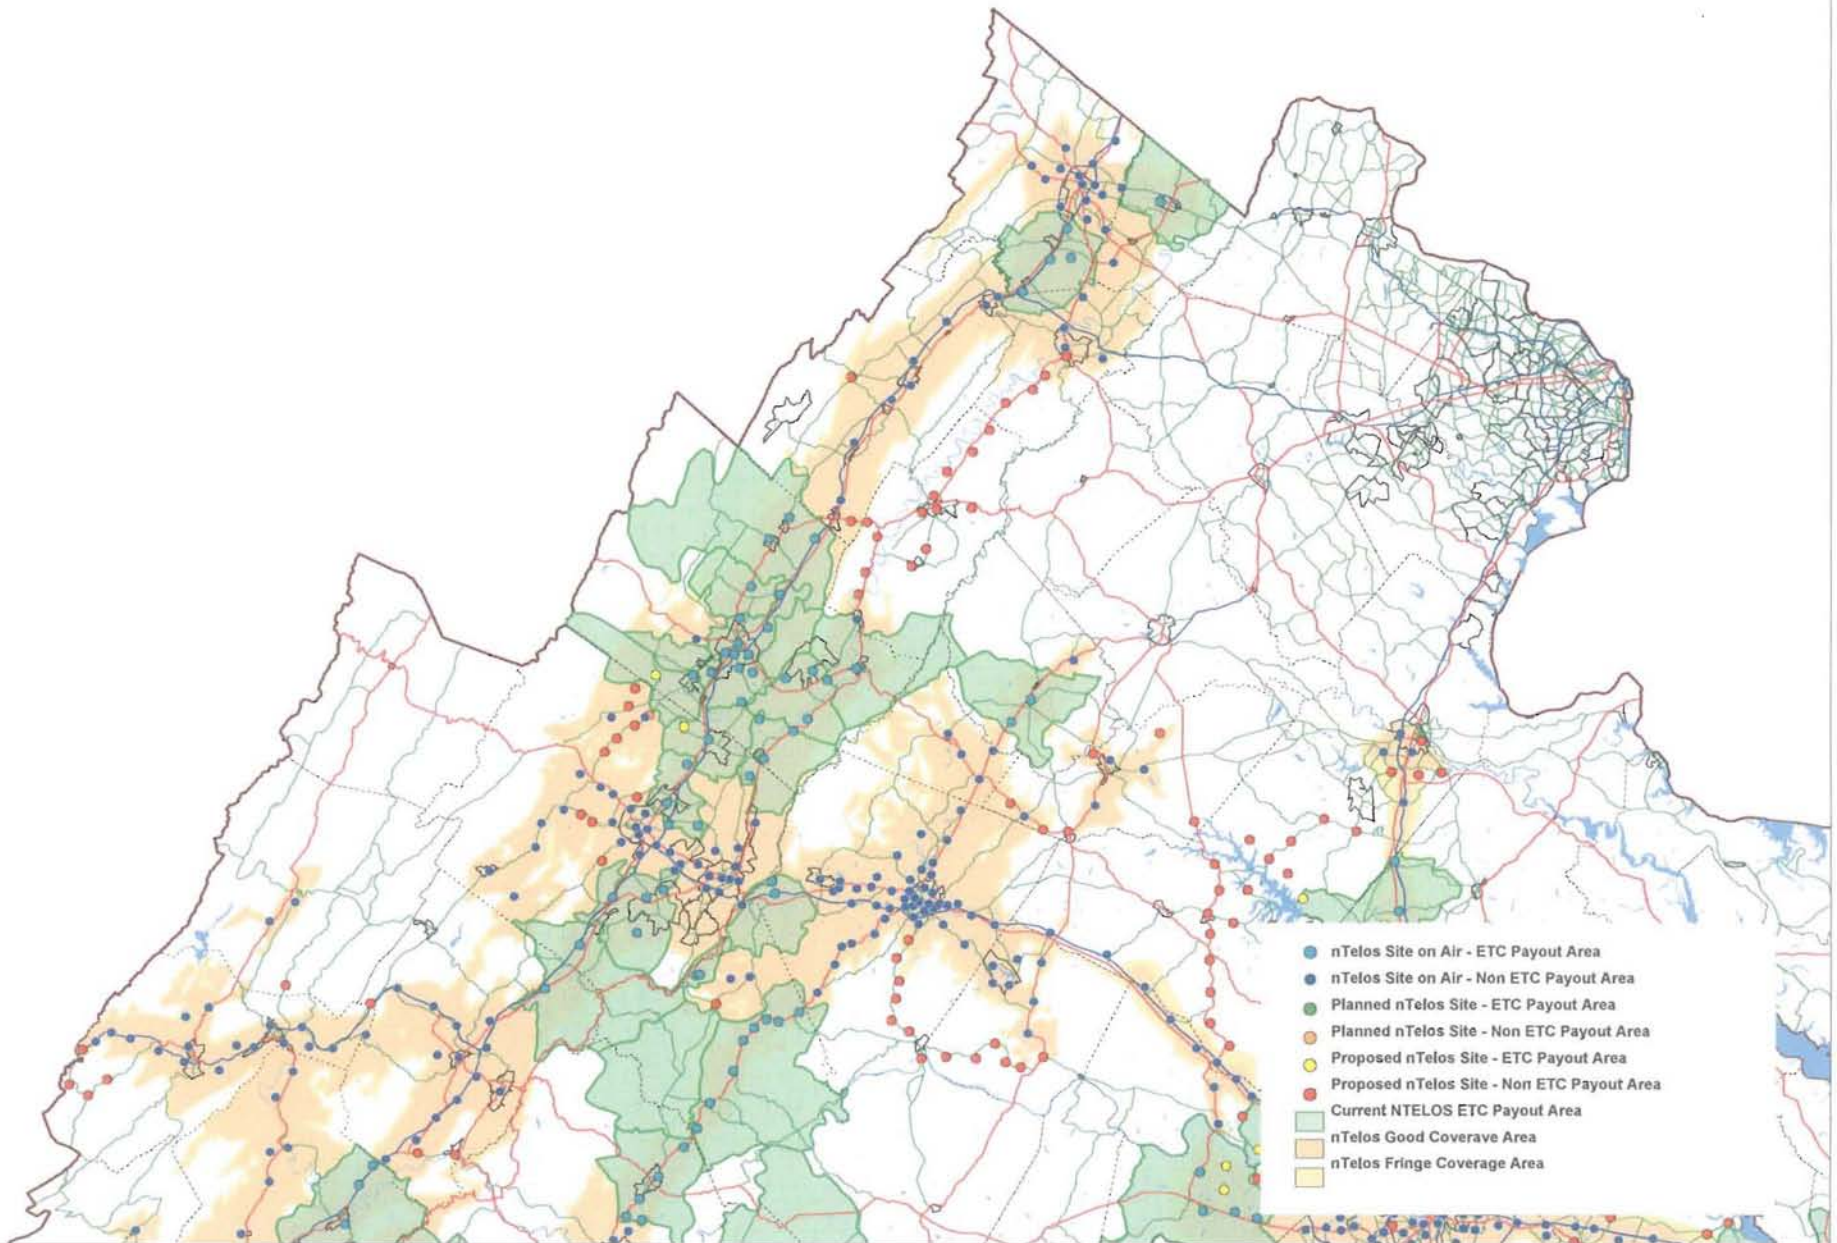 nTelos Site on Air - ETC Payout Area
nTelos Site on Air - Non ETC Payout Area
Planned nTelos Site - ETC Payout Area
Planned nTelos Site - Non ETC Payout Area
Proposed nTelos Site - ETC Payout Area
Proposed nTelos Site - Non ETC Payout Area
Current NTELOS ETC Payout Area
nTelos Good Coverave Area
nTelos Fringe Coverage Area